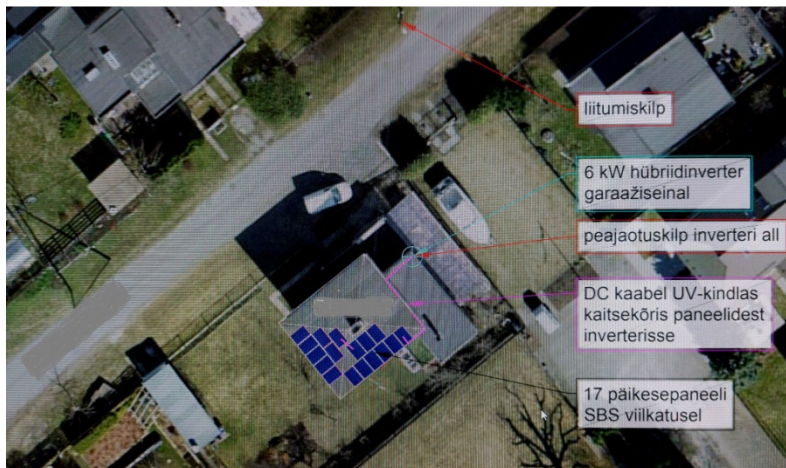 liitumiskilp
6 kW hübriidinverter
garaažiseinal
peajaotuskilp inverteri all
DC kaabel UV-kindlas
kaitsekõris paneelidest
inverterisse
17 päikesepaneeli
SBS viilkatusel